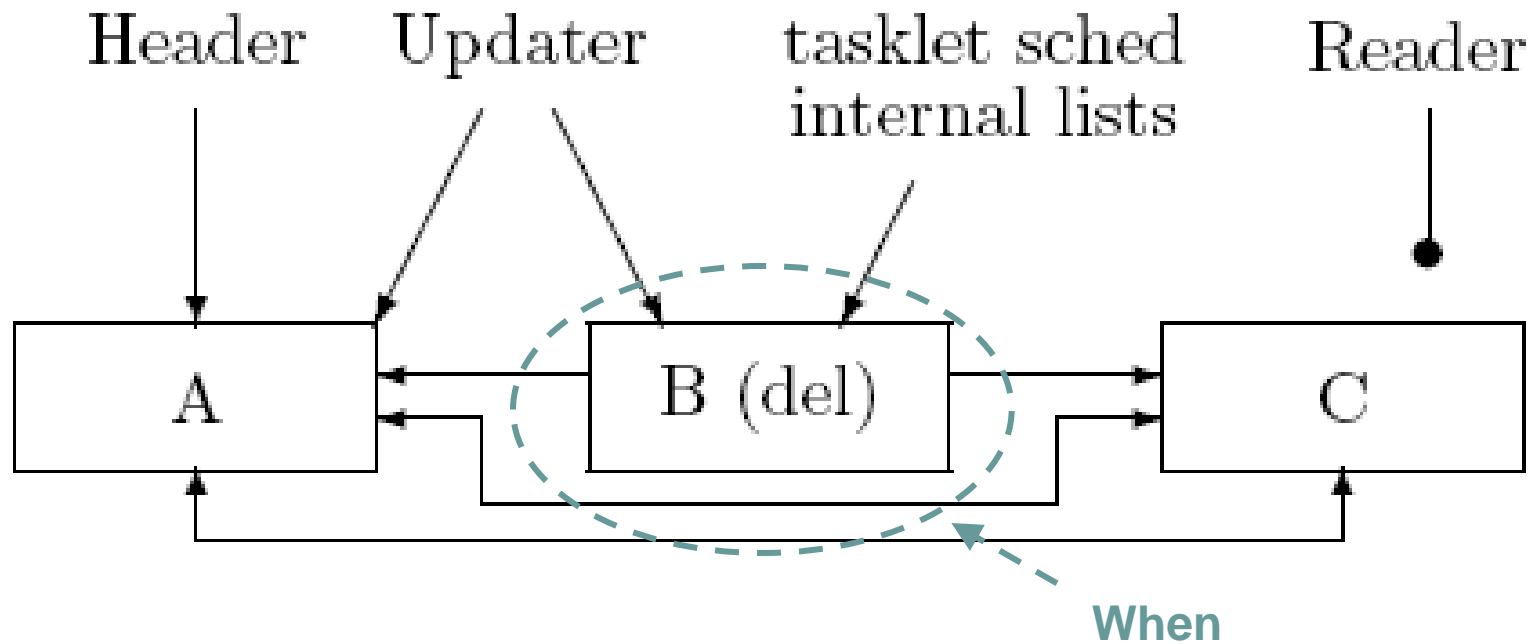 Header
Updater
tasklet sched
internal lists
Reader
A
B (del)
C
When